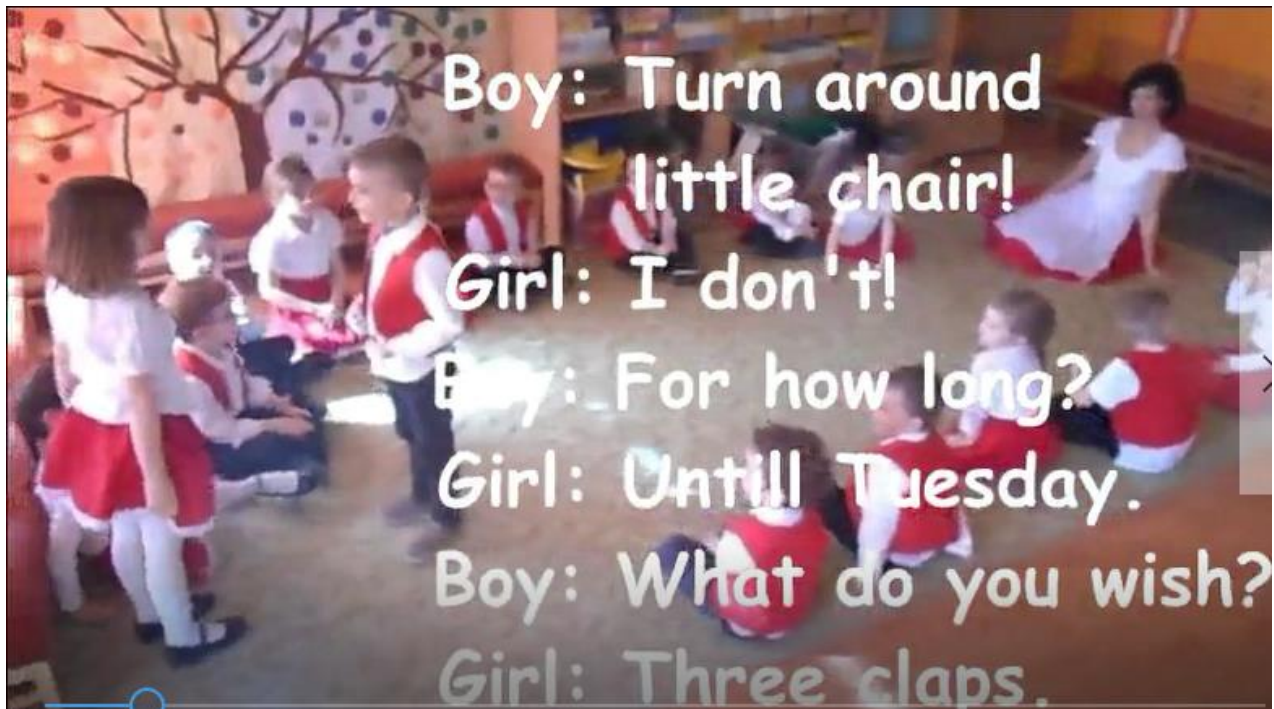 Boy: Turn around
little chair!
Girl: I don't!
Boy: For how long?
Girl: Untill Tuesday.
Boy: What do you wish?
Girl: Three claps.